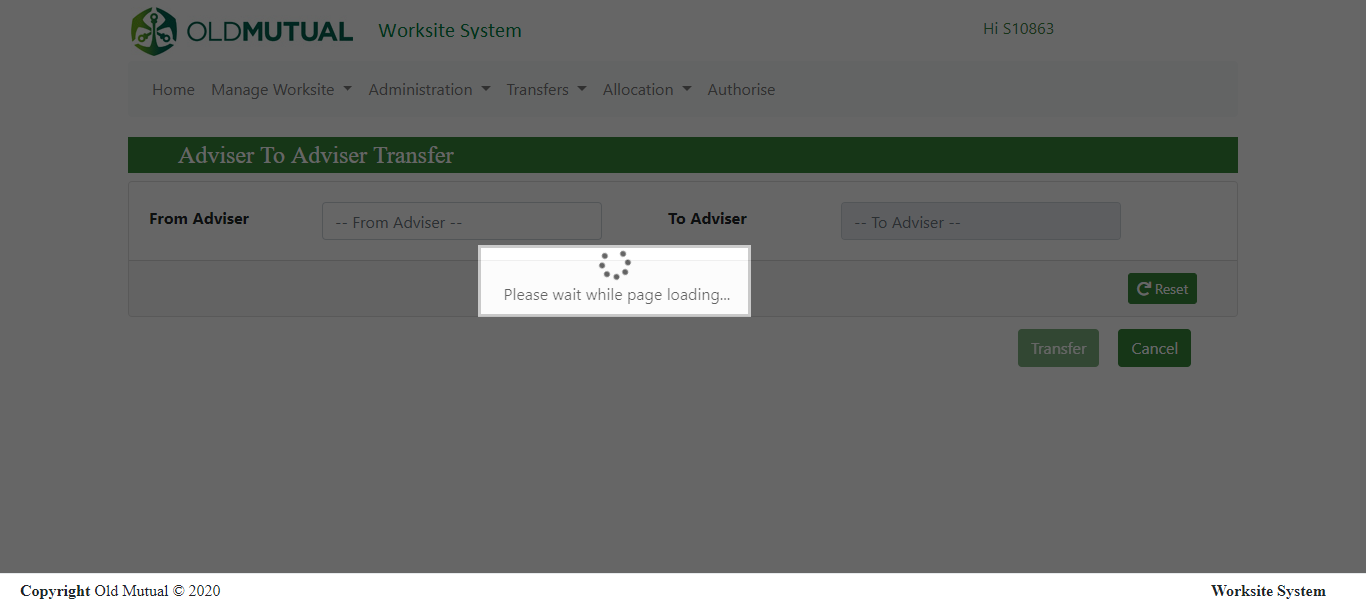 OLDMUTUAL Worksite System Hi S10863
Home Manage Worksite Administration Transfers Allocation Authorise
Adviser To Adviser Transfer
From Adviser -- From Adviser -- To Adviser -- To Adviser --
Please wait while page loading...
Reset
Transfer Cancel
Copyright Old Mutual © 2020 Worksite System